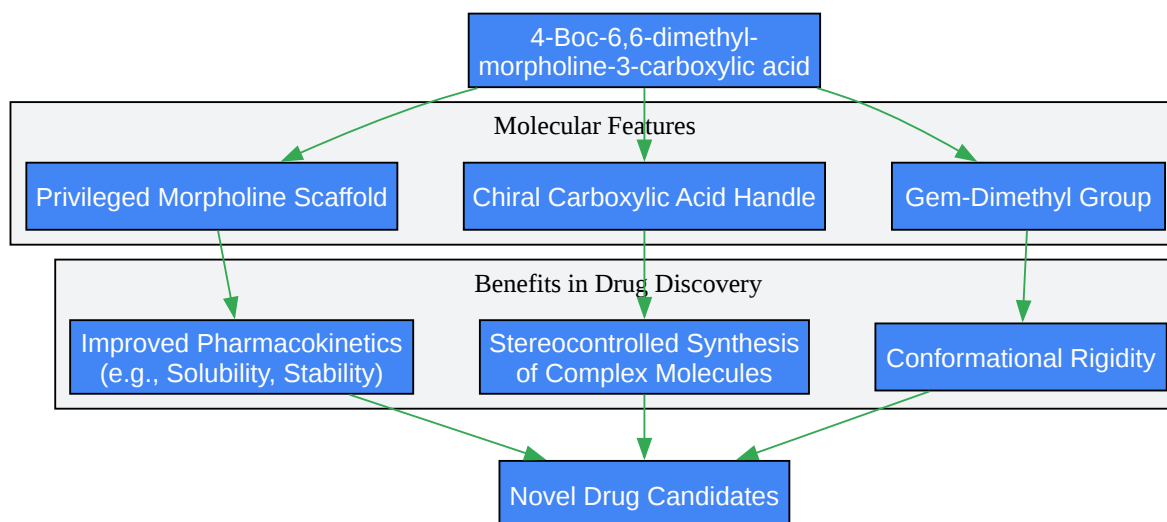 4-Boc-6,6-dimethyl-
morpholine-3-carboxylic acid
Molecular Features
Privileged Morpholine Scaffold
Chiral Carboxylic Acid Handle
Gem-Dimethyl Group
Benefits in Drug Discovery
Improved Pharmacokinetics
(e.g., Solubility, Stability)
Stereocontrolled Synthesis
of Complex Molecules
Conformational Rigidity
Novel Drug Candidates